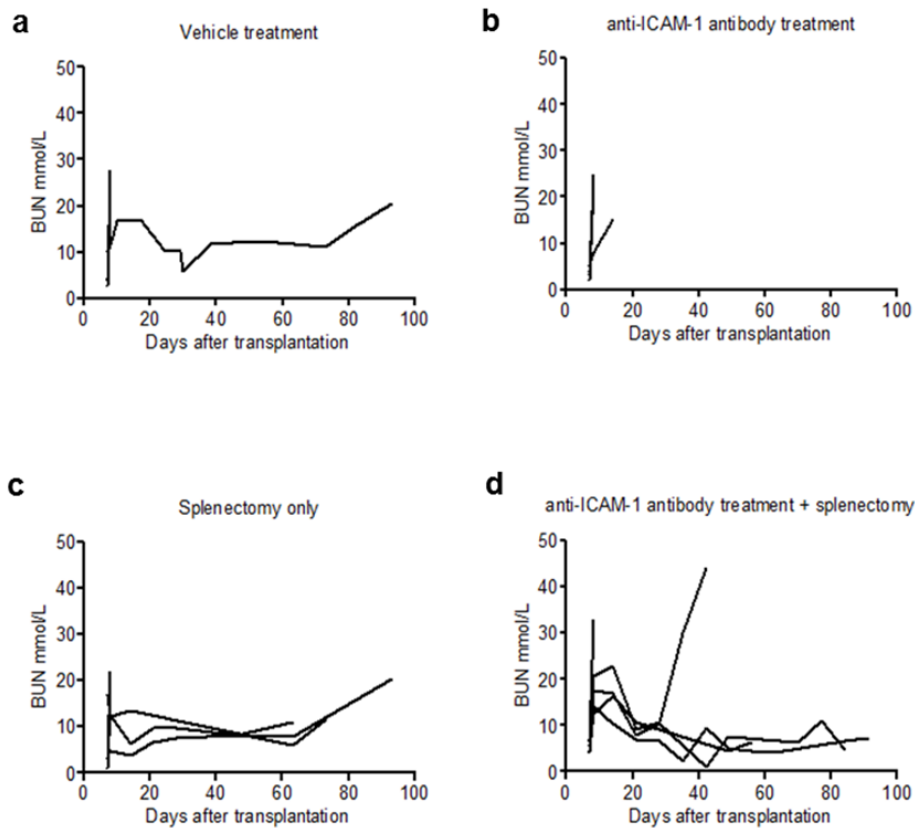 a
Vehicle treatment
BUN mmol/L
50
40
30
20
10
0
0 20 40 60 80 100
Days after transplantation
b
anti-ICAM-1 antibody treatment
BUN mmol/L
50
40
30
20
10
0
0 20 40 60 80 100
Days after transplantation
c
Splenectomy only
BUN mmol/L
50
40
30
20
10
0
0 20 40 60 80 100
Days after transplantation
d
anti-ICAM-1 antibody treatment + splenectomy
BUN mmol/L
50
40
30
20
10
0
0 20 40 60 80 100
Days after transplantation